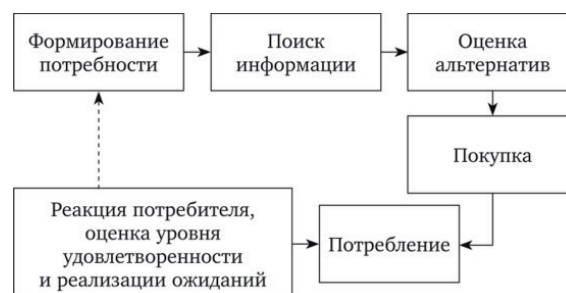 Формирование
потребности
Поиск
информации
Оценка
альтернатив
Покупка
Потребление
Реакция потребителя,
оценка уровня
удовлетворенности
и реализации ожиданий